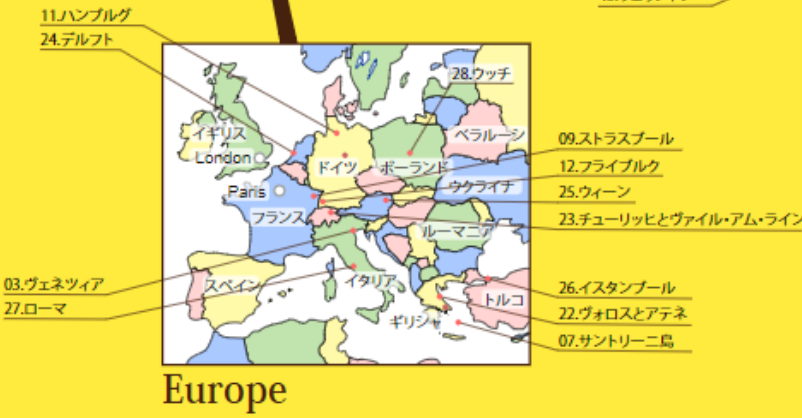 11.ハンブルグ
24.デルフト
28.ウッチ
イギリス
ベラルーシ
London
ドイツ
ポーランド
09.ストラスブール
12.フライブルク
Paris
ウクライナ
25.ウィーン
フランス
23.チューリッヒとヴァイル・アム・ライン
ルーマニア
03.ヴェネツィア
スペイン
イタリア
26.イスタンブール
トルコ
27.ローマ
ギリシャ
22.ヴォロスとアテネ
07.サントリーニ島
Europe